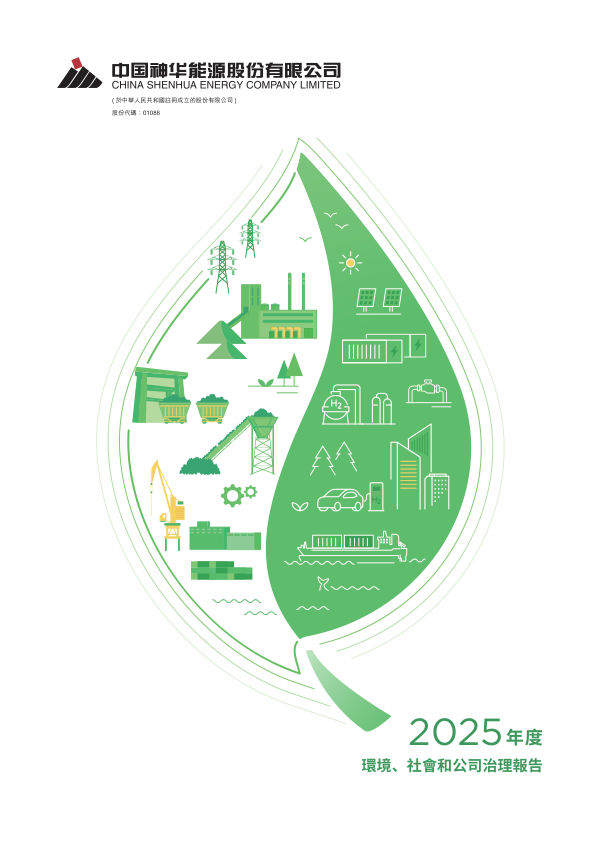 中国神华能源股份有限公司
CHINA SHENHUA ENERGY COMPANY LIMITED
(於中華人民共和國註冊成立的股份有限公司)
股份代碼：01088
H2
2025年度
環境、社會和公司治理報告